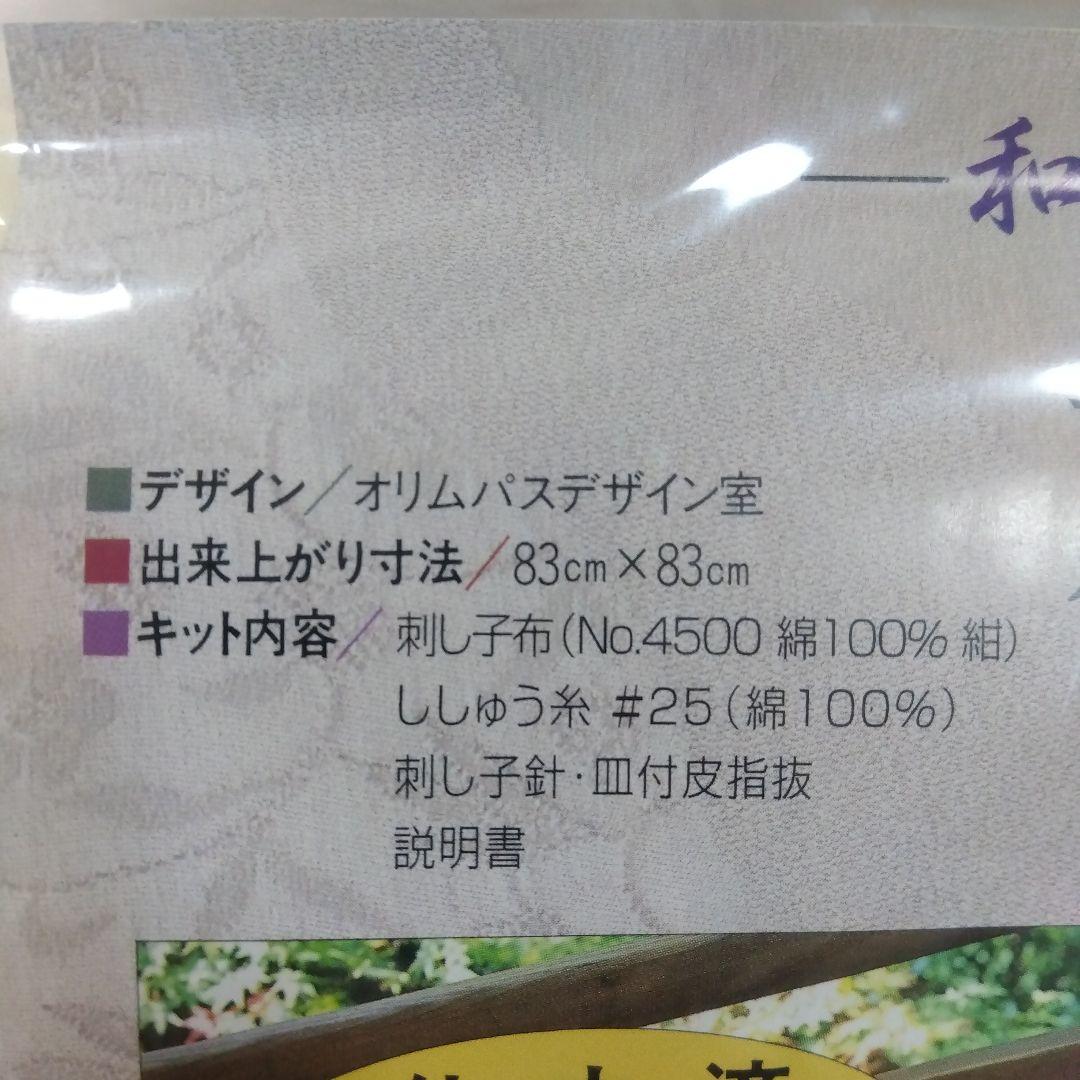 和
■デザイン／オリムパスデザイン室
■出来上がり寸法／83cm×83cm
■キット内容／刺し子布(No.4500 綿100% 紺)
ししゅう糸 #25(綿100%)
刺し子針・皿付皮指抜
説明書